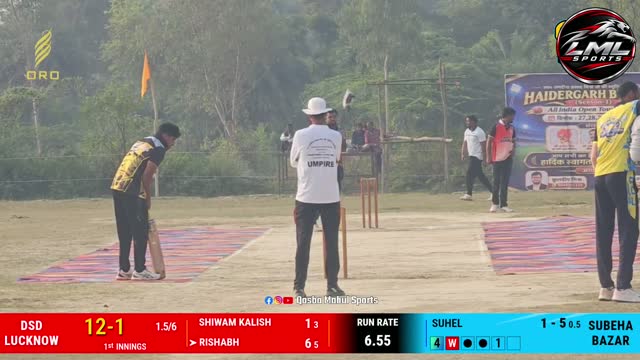 ORO
LML
SPORTS
HAIDERGARH B
All India Open
UMPIRE
Qasba Mahul Sports
DSD
LUCKNOW
12-1
1.5/6
1st INNINGS
SHIWAM KALISH 1 3
RISHABH 6 5
RUN RATE
6.55
SUHEL 1 - 5 0.5
4 W 1
SUBEHA
BAZAR